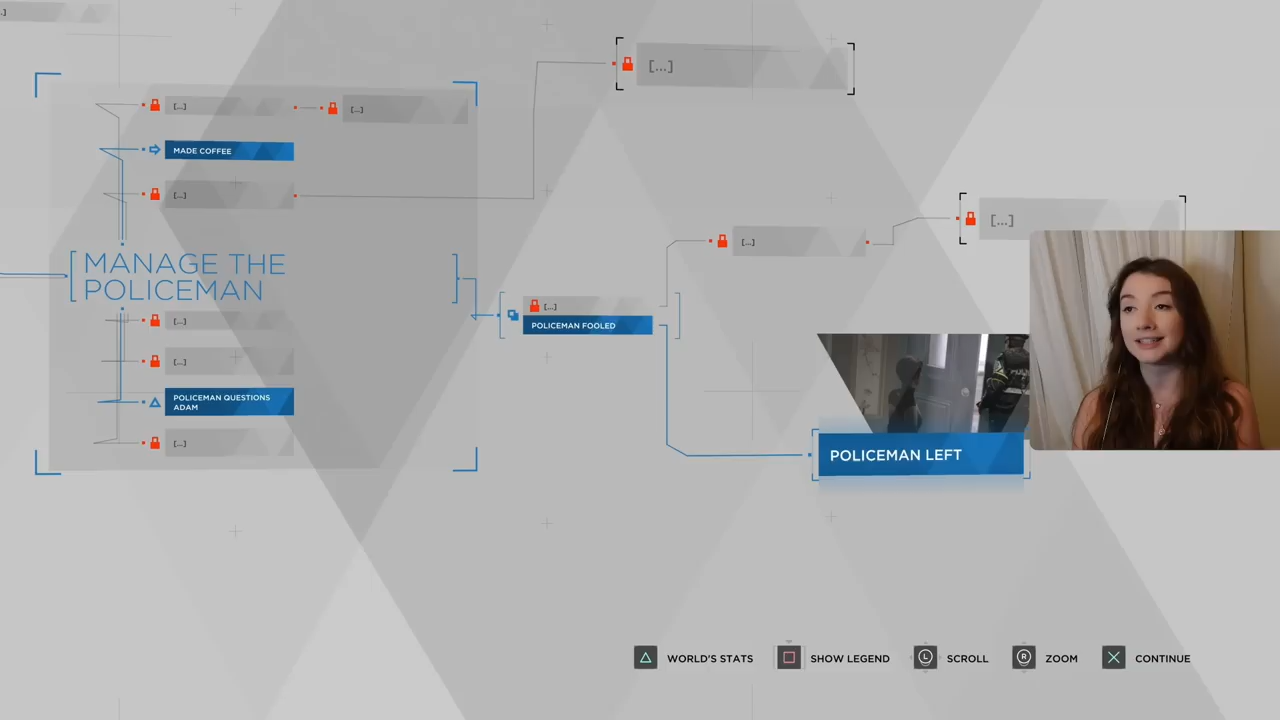 ...]
[...]
[...]
[...]
MADE COFFEE
[...]
[...]
[...]
MANAGE THE
POLICEMAN
[...]
POLICEMAN FOOLED
[...]
[...]
POLICEMAN QUESTIONS
ADAM
[...]
POLICEMAN LEFT
WORLD'S STATS
SHOW LEGEND
L
SCROLL
R
ZOOM
CONTINUE